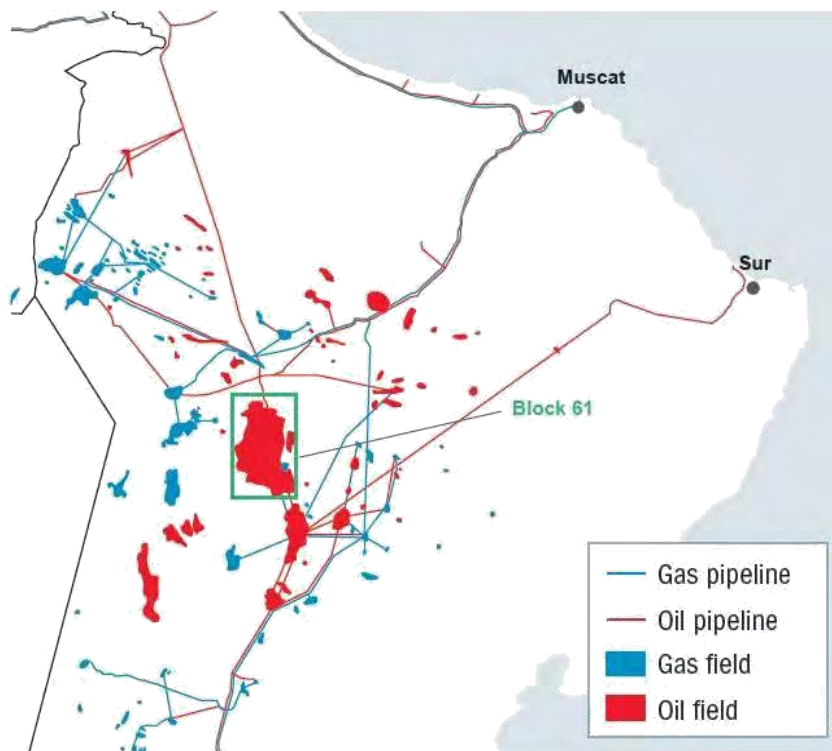 Muscat
Sur
Block 61
Gas pipeline
Oil pipeline
Gas field
Oil field